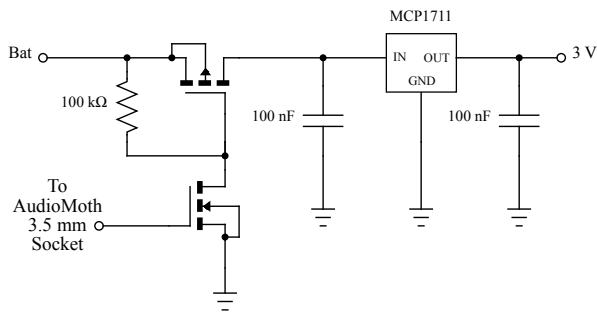 MCP1711
Bat
IN
OUT
3 V
GND
100 kΩ
100 nF
100 nF
To
AudioMoth
3.5 mm
Socket